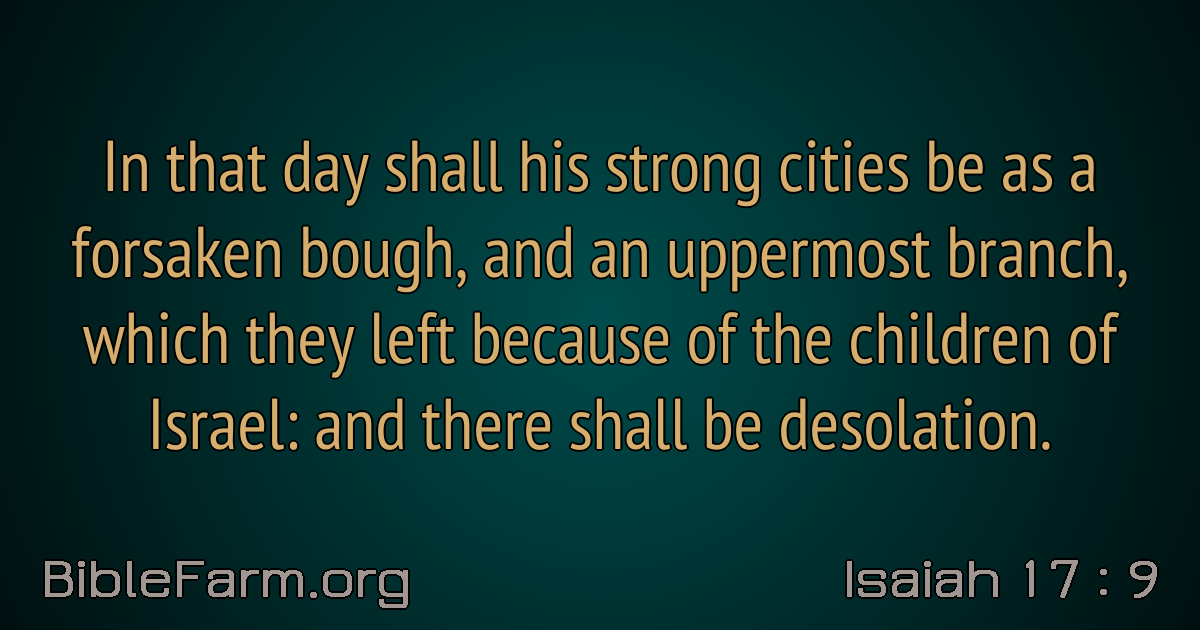 In that day shall his strong cities be as a
forsaken bough, and an uppermost branch,
which they left because of the children of
Israel: and there shall be desolation.
BibleFarm.org
Isaiah 17 : 9